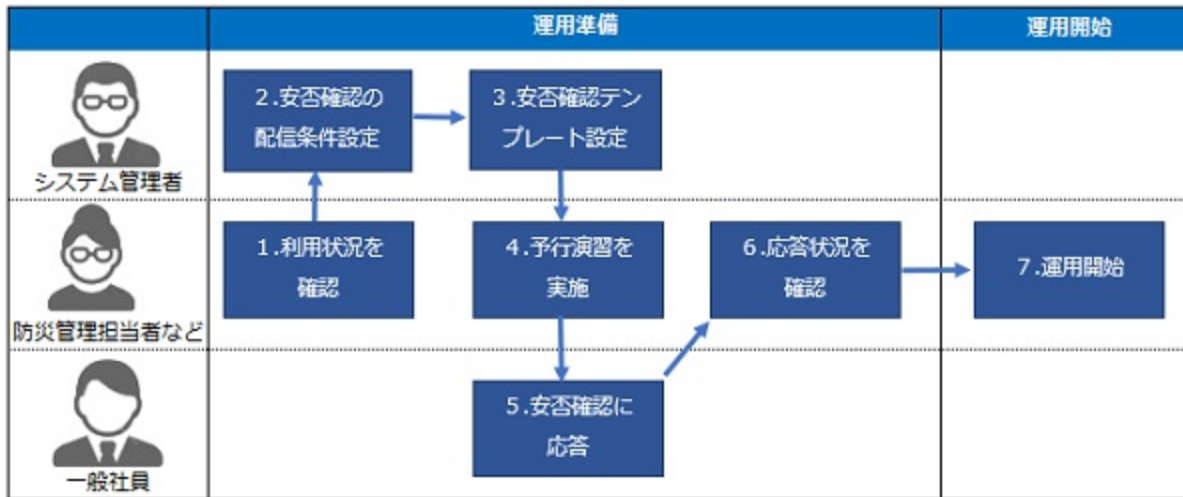 運用準備
運用開始
2.安否確認の
配信条件設定
3.安否確認テン
プレート設定
システム管理者
1.利用状況を
確認
4.予行演習を
実施
6.応答状況を
確認
7.運用開始
防災管理担当者など
5.安否確認に
応答
一般社員